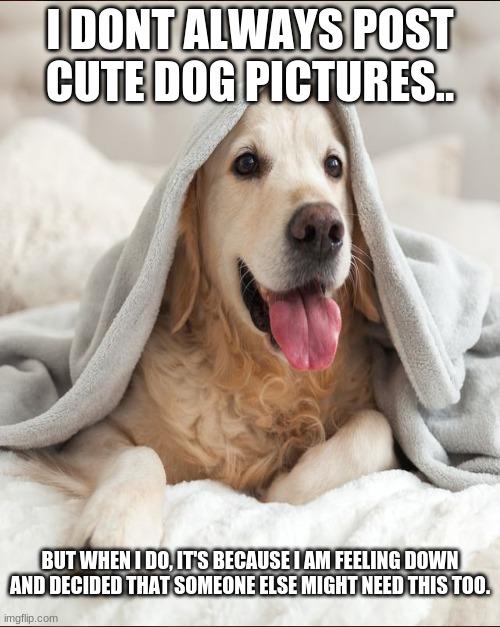 I DONT ALWAYS POST
CUTE DOG PICTURES..
BUT WHEN I DO, IT'S BECAUSE I AM FEELING DOWN
AND DECIDED THAT SOMEONE ELSE MIGHT NEED THIS TOO.
imgflip.com